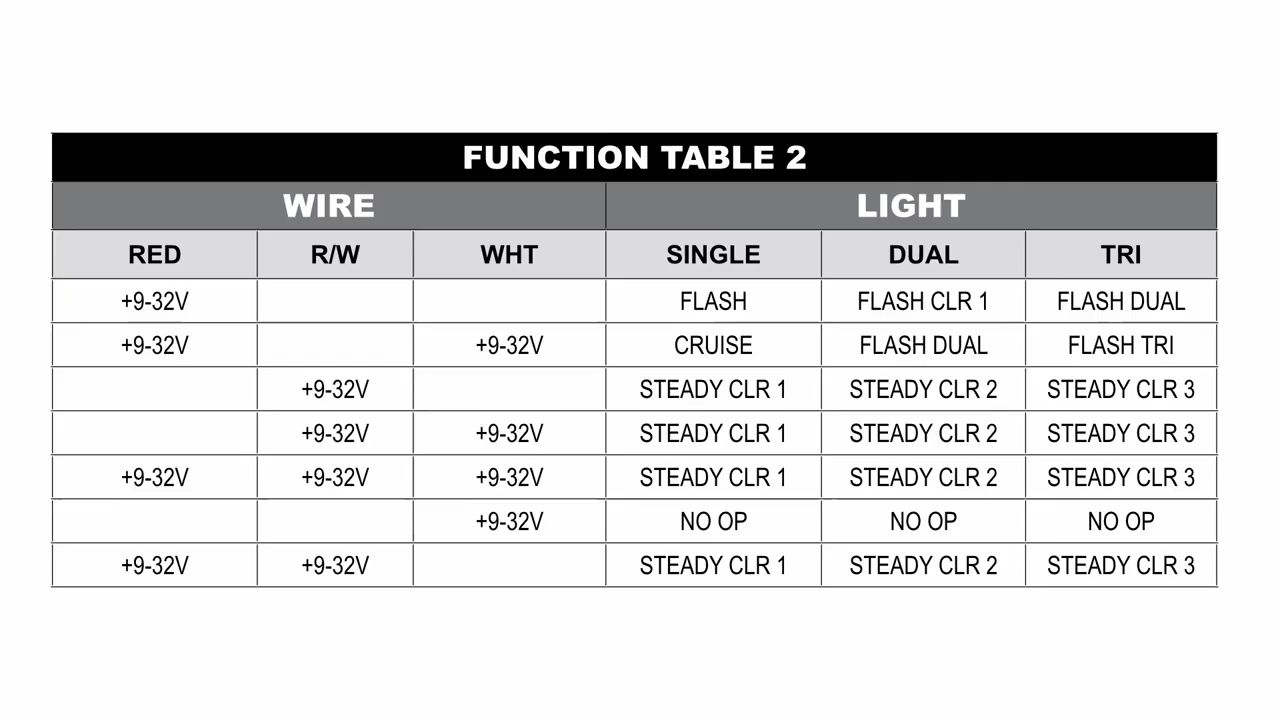 FUNCTION TABLE 2
WIRE LIGHT
RED R/W WHT SINGLE DUAL TRI
+9-32V FLASH FLASH CLR 1 FLASH DUAL
+9-32V +9-32V CRUISE FLASH DUAL FLASH TRI
+9-32V STEADY CLR 1 STEADY CLR 2 STEADY CLR 3
+9-32V +9-32V STEADY CLR 1 STEADY CLR 2 STEADY CLR 3
+9-32V +9-32V +9-32V STEADY CLR 1 STEADY CLR 2 STEADY CLR 3
+9-32V NO OP NO OP NO OP
+9-32V +9-32V STEADY CLR 1 STEADY CLR 2 STEADY CLR 3